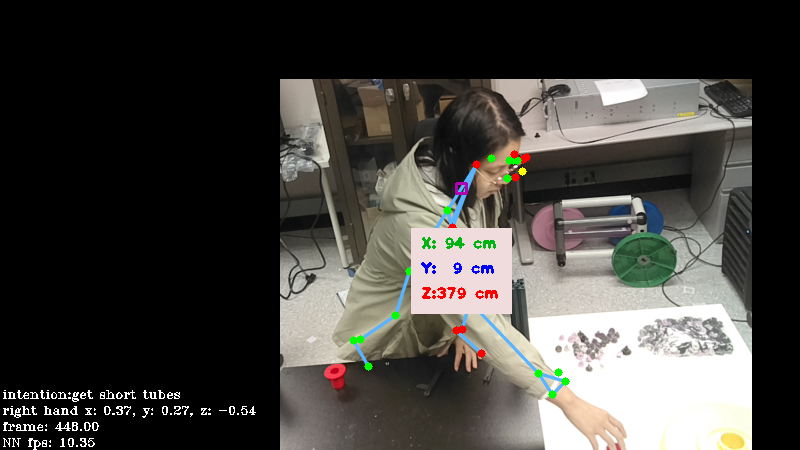 X: 94 cm
Y: 9 cm
Z:379 cm
intention:get short tubes
right hand x: 0.37, y: 0.27, z: −0.54
frame: 448.00
NN fps: 10.35